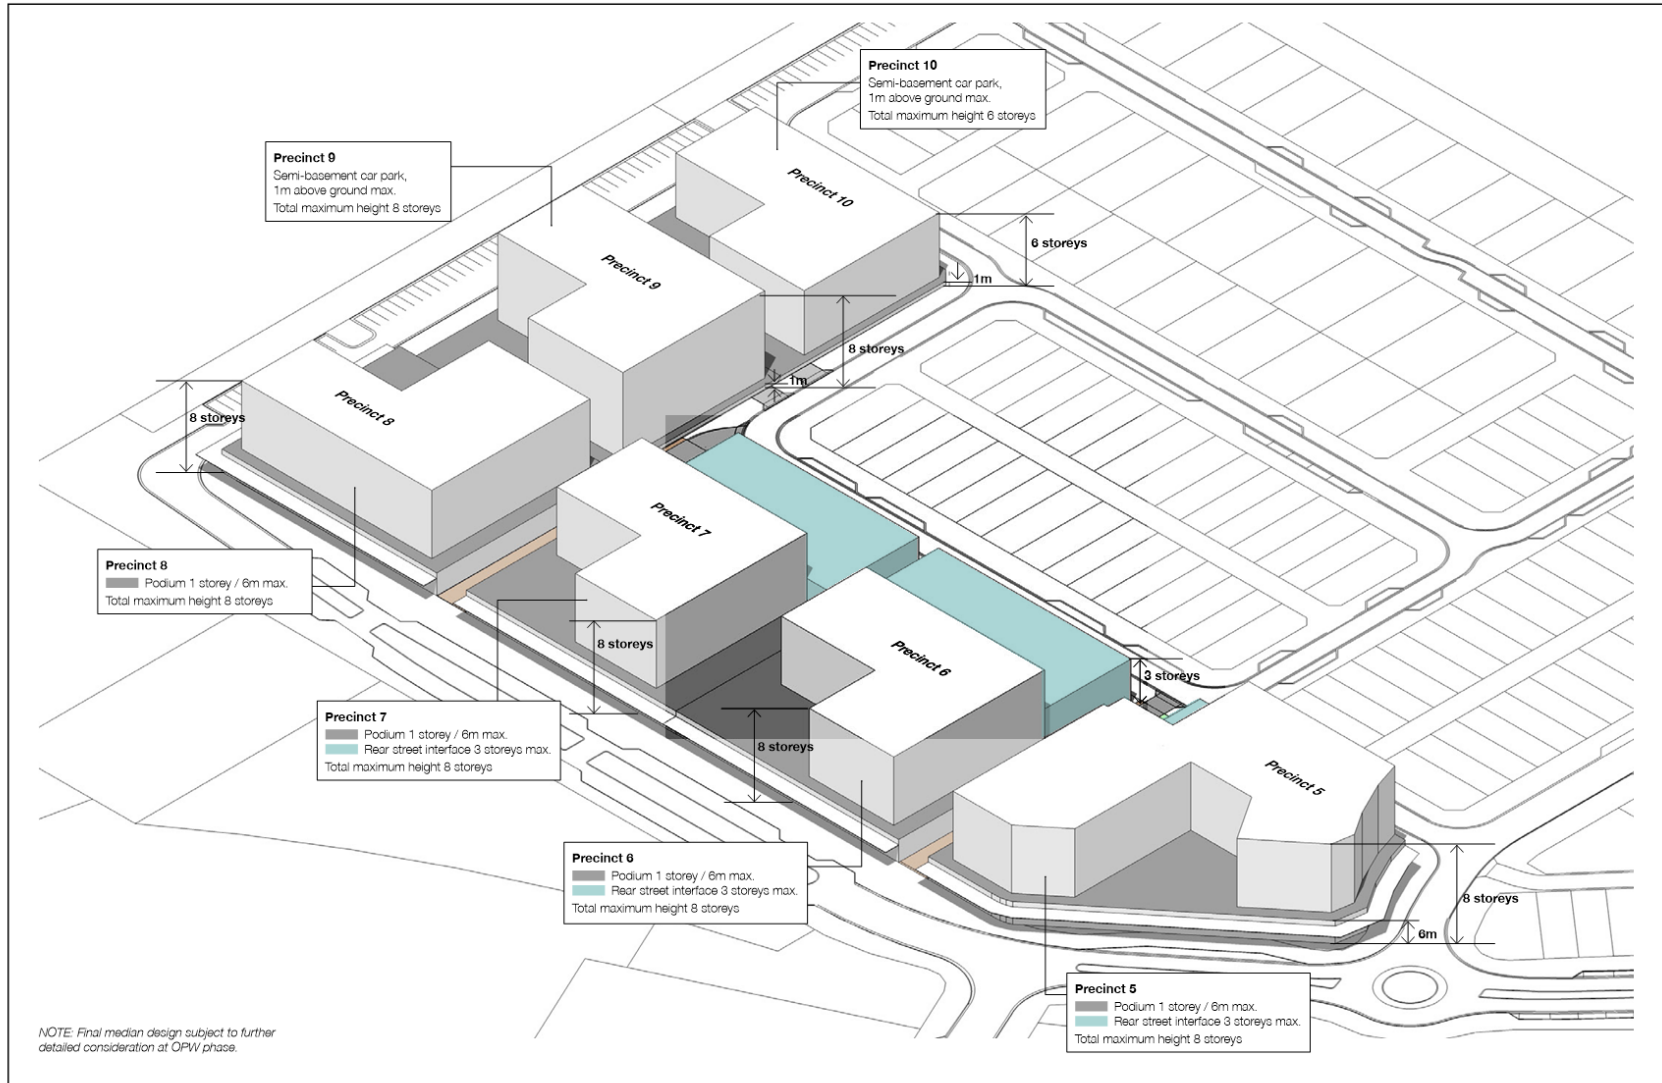 Precinct 10
Semi-basement car park,
1m above ground max.
Total maximum height 6 storeys
Precinct 9
Semi-basement car park,
1m above ground max.
Total maximum height 8 storeys
Precinct 10
6 storeys
1m
Precinct 9
8 storeys
1m
Precinct 8
8 storeys
Precinct 7
8 storeys
Precinct 8
Podium 1 storey / 6m max.
Total maximum height 8 storeys
Precinct 6
8 storeys
3 storeys
Precinct 7
Podium 1 storey / 6m max.
Rear street interface 3 storeys max.
Total maximum height 8 storeys
Precinct 5
8 storeys
6m
Precinct 6
Podium 1 storey / 6m max.
Rear street interface 3 storeys max.
Total maximum height 8 storeys
Precinct 5
Podium 1 storey / 6m max.
Rear street interface 3 storeys max.
Total maximum height 8 storeys
NOTE: Final median design subject to further
detailed consideration at OPW phase.